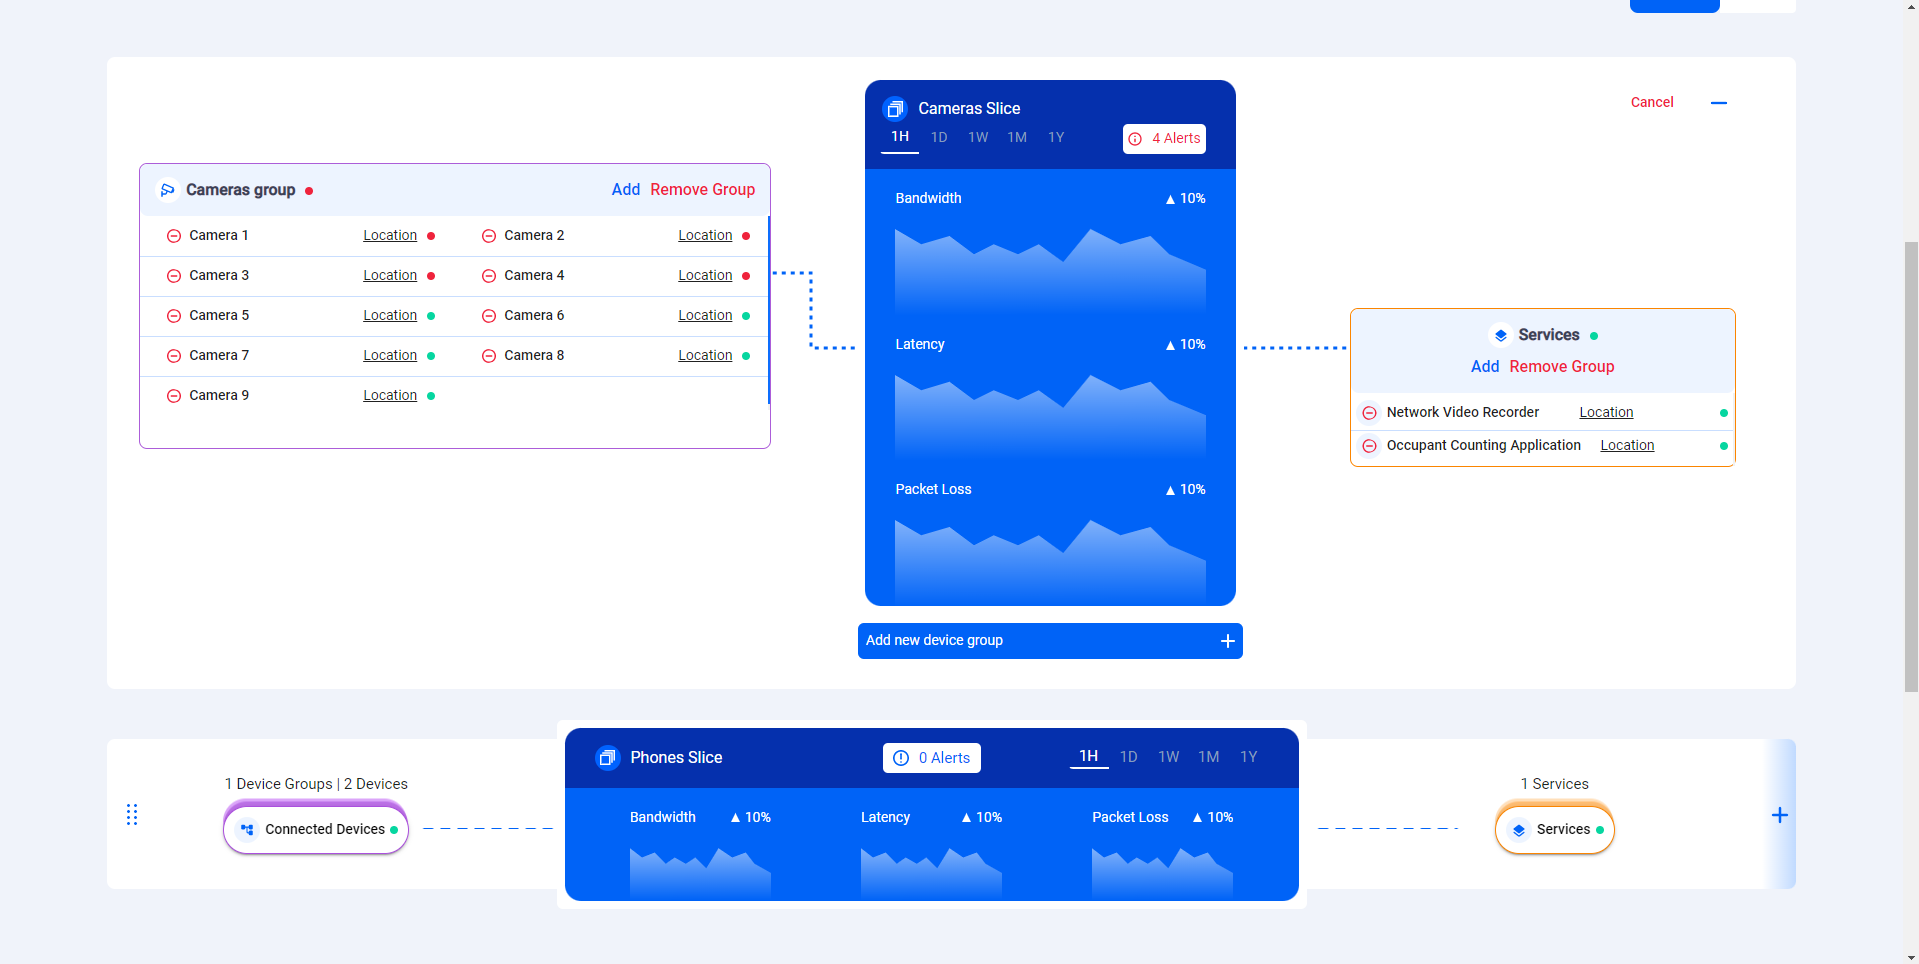 Cancel
Cameras Slice
1H 1D 1W 1M 1Y
4 Alerts
Cameras group
Add Remove Group
Camera 1 Location
Camera 2 Location
Camera 3 Location
Camera 4 Location
Camera 5 Location
Camera 6 Location
Camera 7 Location
Camera 8 Location
Camera 9 Location
Bandwidth ▲ 10%
Latency ▲ 10%
Packet Loss ▲ 10%
Add new device group +
Services
Add Remove Group
Network Video Recorder Location
Occupant Counting Application Location
1 Device Groups | 2 Devices
Connected Devices
Phones Slice
0 Alerts
1H 1D 1W 1M 1Y
Bandwidth ▲ 10%
Latency ▲ 10%
Packet Loss ▲ 10%
1 Services
Services
+